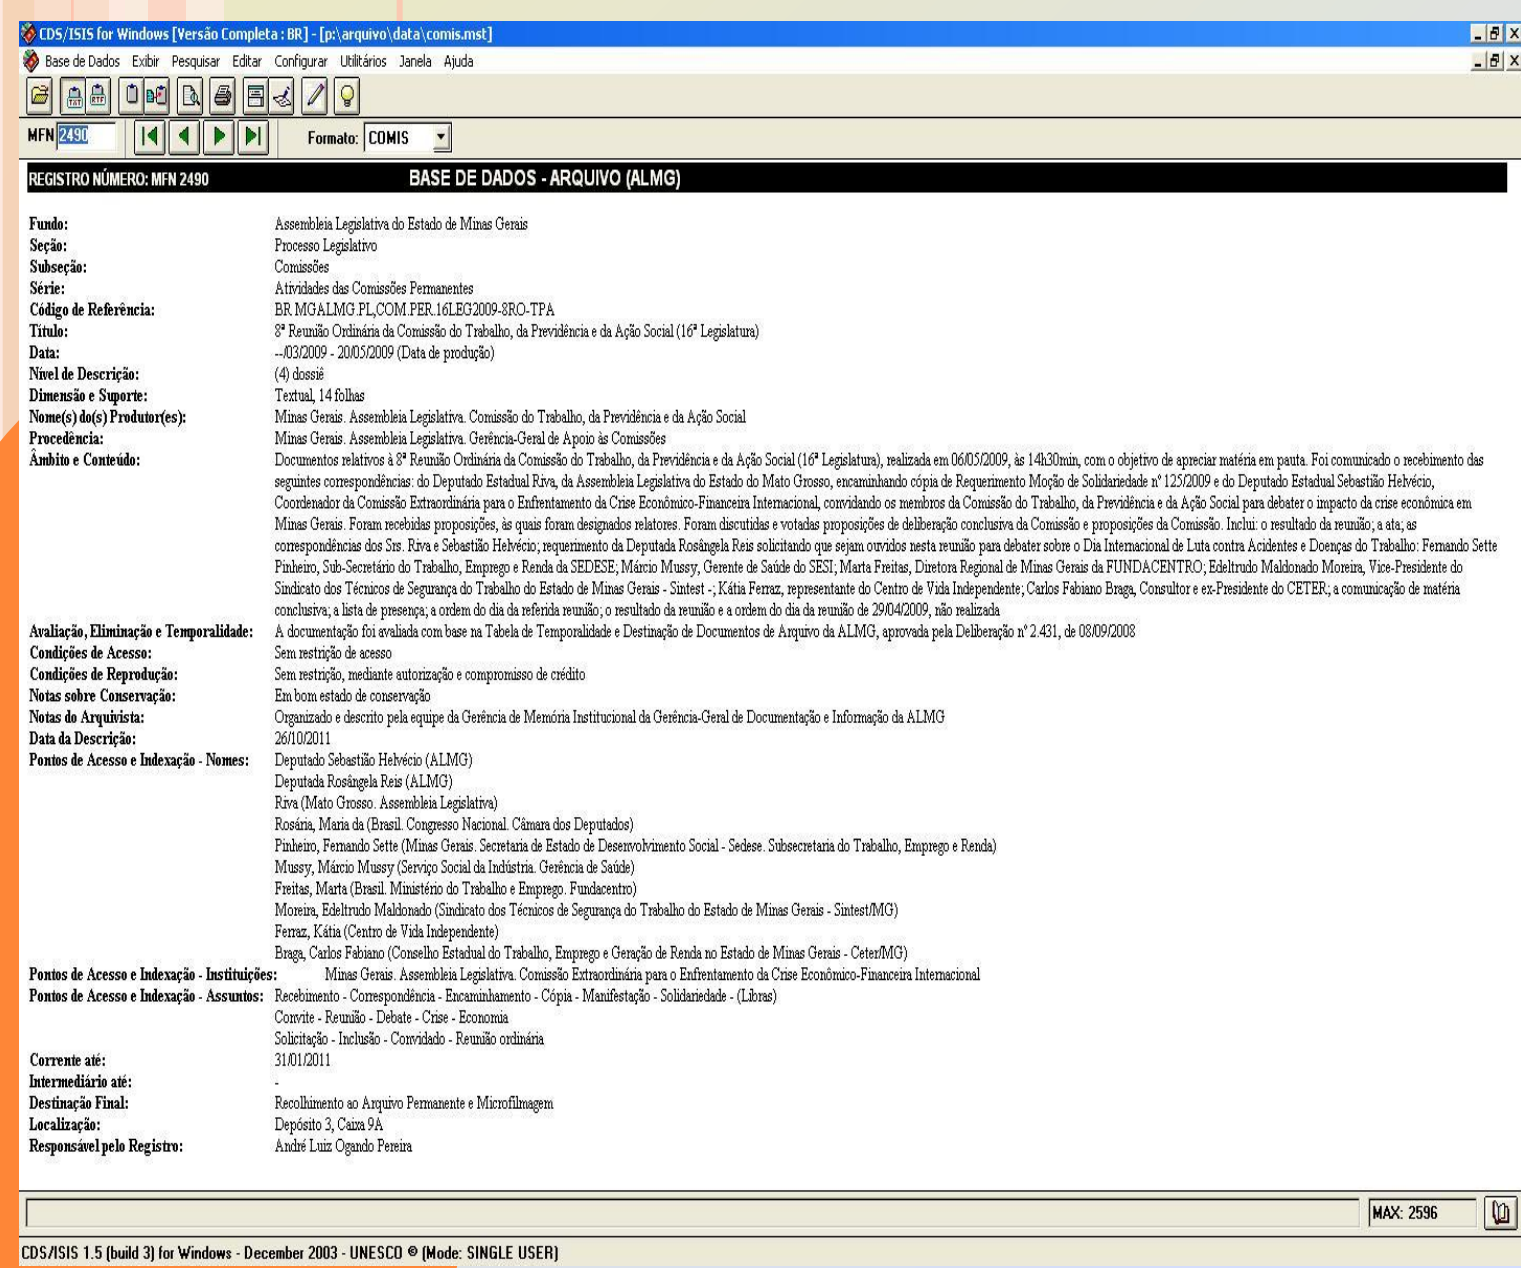 CDS/ISIS for Windows [Versão Completa : BR] - [p:\arquivo\data\comis.mst]
Base de Dados Exibir Pesquisar Editar Configurar Utilitários Janela Ajuda
TXT RTF
MFN 2490 Formato: COMIS
REGISTRO NÚMERO: MFN 2490 BASE DE DADOS - ARQUIVO (ALMG)
Fundo: Assembleia Legislativa do Estado de Minas Gerais
Seção: Processo Legislativo
Subseção: Comissões
Série: Atividades das Comissões Permanentes
Código de Referência: BR MGALMG.PL,COM.PER.16LEG2009-8RO-TPA
Título: 8ª Reunião Ordinária da Comissão do Trabalho, da Previdência e da Ação Social (16ª Legislatura)
Data: --/03/2009 - 20/05/2009 (Data de produção)
Nível de Descrição: (4) dossiê
Dimensão e Suporte: Textual, 14 folhas
Nome(s) do(s) Produtor(es): Minas Gerais. Assembleia Legislativa. Comissão do Trabalho, da Previdência e da Ação Social
Procedência: Minas Gerais. Assembleia Legislativa. Gerência-Geral de Apoio às Comissões
Âmbito e Conteúdo: Documentos relativos à 8ª Reunião Ordinária da Comissão do Trabalho, da Previdência e da Ação Social (16ª Legislatura), realizada em 06/05/2009, às 14h30min, com o objetivo de apreciar matéria em pauta. Foi comunicado o recebimento das
seguintes correspondências: do Deputado Estadual Riva, da Assembleia Legislativa do Estado do Mato Grosso, encaminhando cópia de Requerimento Moção de Solidariedade nº 125/2009 e do Deputado Estadual Sebastião Helvécio,
Coordenador da Comissão Extraordinária para o Enfrentamento da Crise Econômico-Financeira Internacional, convidando os membros da Comissão do Trabalho, da Previdência e da Ação Social para debater o impacto da crise econômica em
Minas Gerais. Foram recebidas proposições, às quais foram designados relatores. Foram discutidas e votadas proposições de deliberação conclusiva da Comissão e proposições da Comissão. Inclui: o resultado da reunião; a ata; as
correspondências dos Srs. Riva e Sebastião Helvécio; requerimento da Deputada Rosângela Reis solicitando que sejam ouvidos nesta reunião para debater sobre o Dia Internacional de Luta contra Acidentes e Doenças do Trabalho: Fernando Sette
Pinheiro, Sub-Secretário do Trabalho, Emprego e Renda da SEDESE; Márcio Mussy, Gerente de Saúde do SESI; Marta Freitas, Diretora Regional de Minas Gerais da FUNDACENTRO; Edeltrudo Maldonado Moreira, Vice-Presidente do
Sindicato dos Técnicos de Segurança do Trabalho do Estado de Minas Gerais - Sintest -; Kátia Ferraz, representante do Centro de Vida Independente; Carlos Fabiano Braga, Consultor e ex-Presidente do CETER; a comunicação de matéria
conclusiva; a lista de presença; a ordem do dia da referida reunião; o resultado da reunião e a ordem do dia da reunião de 29/04/2009, não realizada
Avaliação, Eliminação e Temporalidade: A documentação foi avaliada com base na Tabela de Temporalidade e Destinação de Documentos de Arquivo da ALMG, aprovada pela Deliberação nº 2.431, de 08/09/2008
Condições de Acesso: Sem restrição de acesso
Condições de Reprodução: Sem restrição, mediante autorização e compromisso de crédito
Notas sobre Conservação: Em bom estado de conservação
Notas do Arquivista: Organizado e descrito pela equipe da Gerência de Memória Institucional da Gerência-Geral de Documentação e Informação da ALMG
Data da Descrição: 26/10/2011
Pontos de Acesso e Indexação - Nomes: Deputado Sebastião Helvécio (ALMG)
Deputada Rosângela Reis (ALMG)
Riva (Mato Grosso. Assembleia Legislativa)
Rosária, Maria da (Brasil. Congresso Nacional. Câmara dos Deputados)
Pinheiro, Fernando Sette (Minas Gerais. Secretaria de Estado de Desenvolvimento Social - Sedese. Subsecretaria do Trabalho, Emprego e Renda)
Mussy, Márcio Mussy (Serviço Social da Indústria. Gerência de Saúde)
Freitas, Marta (Brasil. Ministério do Trabalho e Emprego. Fundacentro)
Moreira, Edeltrudo Maldonado (Sindicato dos Técnicos de Segurança do Trabalho do Estado de Minas Gerais - Sintest/MG)
Ferraz, Kátia (Centro de Vida Independente)
Braga, Carlos Fabiano (Conselho Estadual do Trabalho, Emprego e Geração de Renda no Estado de Minas Gerais - Ceter/MG)
Pontos de Acesso e Indexação - Instituições: Minas Gerais. Assembleia Legislativa. Comissão Extraordinária para o Enfrentamento da Crise Econômico-Financeira Internacional
Pontos de Acesso e Indexação - Assuntos: Recebimento - Correspondência - Encaminhamento - Cópia - Manifestação - Solidariedade - (Libras)
Convite - Reunião - Debate - Crise - Economia
Solicitação - Inclusão - Convidado - Reunião ordinária
Corrente até: 31/01/2011
Intermediário até: -
Destinação Final: Recolhimento ao Arquivo Permanente e Microfilmagem
Localização: Depósito 3, Caixa 9A
Responsável pelo Registro: André Luiz Ogando Pereira
MAX: 2596
CDS/ISIS 1.5 (build 3) for Windows - December 2003 - UNESCO © (Mode: SINGLE USER)